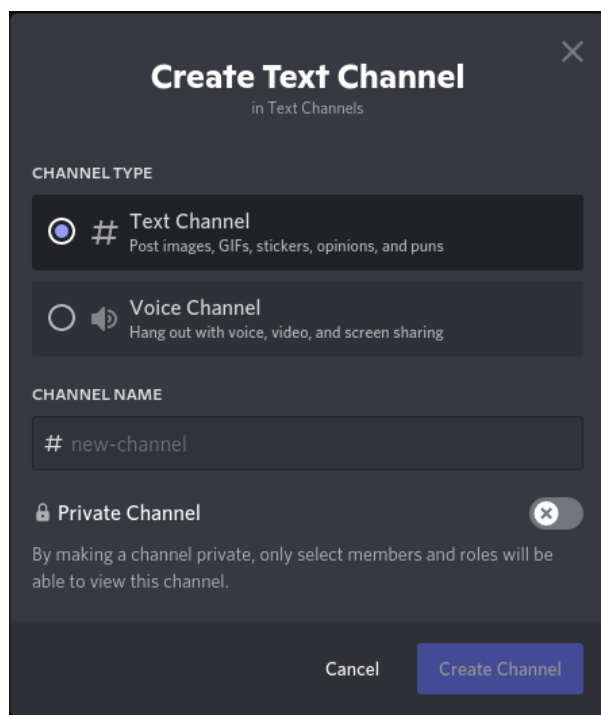 Create Text Channel
in Text Channels
CHANNEL TYPE
# Text Channel
Post images, GIFs, stickers, opinions, and puns
Voice Channel
Hang out with voice, video, and screen sharing
CHANNEL NAME
# new-channel
Private Channel
By making a channel private, only select members and roles will be
able to view this channel.
Cancel Create Channel